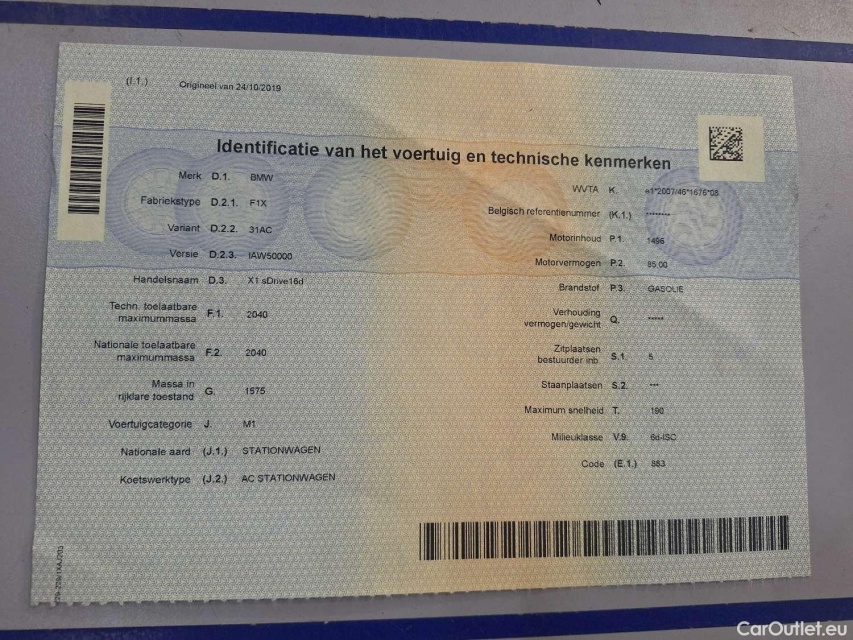 (I.1.) Origineel van 24/10/2019
Identificatie van het voertuig en technische kenmerken
Merk D.1. BMW
Fabriekstype D.2.1. F1X
Variant D.2.2. 31AC
Versie D.2.3. IAW50000
Handelsnaam D.3. X1 sDrive16d
Techn. toelaatbare
maximummassa F.1. 2040
Nationale toelaatbare
maximummassa F.2. 2040
Massa in
rijklare toestand G. 1575
Voertuigcategorie J. M1
Nationale aard (J.1.) STATIONWAGEN
Koetswerktype (J.2.) AC STATIONWAGEN
WVTA K. e1*2007/46*1676*08
Belgisch referentienummer (K.1.) ********
Motorinhoud P.1. 1496
Motorvermogen P.2. 85.00
Brandstof P.3. GASOLIE
Verhouding
vermogen/gewicht Q. *****
Zitplaatsen
bestuurder inb. S.1. 5
Staanplaatsen S.2. ***
Maximum snelheid T. 190
Milieuklasse V.9. 6d-ISC
Code (E.1.) 883
CarOutlet.eu